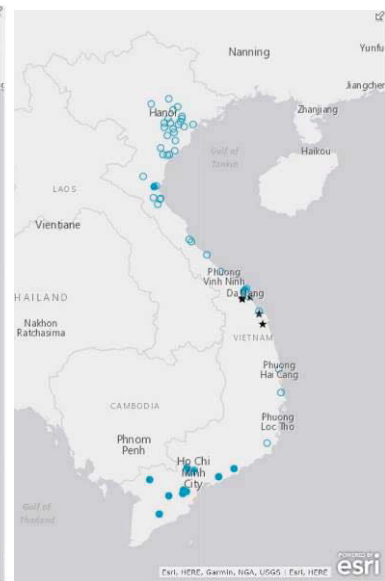 Nanning
Yunfu
Jiangchen
Zhanjiang
Hanoi
Haikou
Gulf of
Tonkin
LAOS
Vientiane
Phuong
Vinh Ninh
Da Nang
THAILAND
Nakhon
Ratchasima
VIETNAM
Phuong
Hai Cang
CAMBODIA
Phuong
Loc Tho
Phnom
Penh
Ho Chi
Minh
City
Gulf of
Thailand
POWERED BY
esri
Esri, HERE, Garmin, NGA, USGS | Esri, HERE